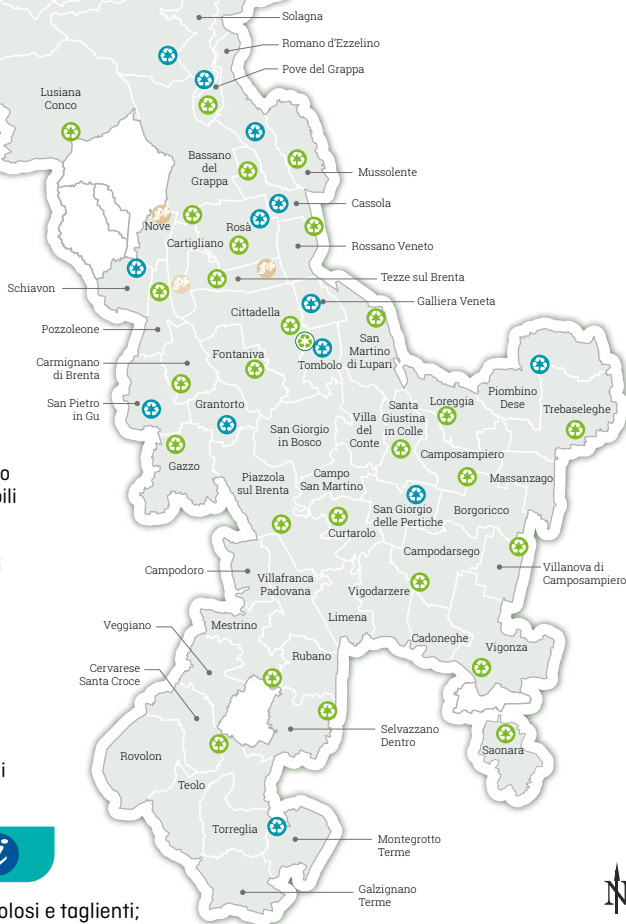 Solagna
Romano d'Ezzelino
Pove del Grappa
Lusiana
Conco
Bassano
del
Grappa
Mussolente
Cassola
Nove
Rosà
Cartigliano
Rossano Veneto
Tezze sul Brenta
Schiavon
Galliera Veneta
Cittadella
Pozzoleone
San
Martino
di Lupari
Tombolo
Carmignano
di Brenta
Fontaniva
San Pietro
in Gu
Grantorto
Piombino
Dese
Trebaseleghe
Loreggia
Santa
Giustina
in Colle
Villa
del
Conte
San Giorgio
in Bosco
Camposampiero
Gazzo
Piazzola
sul Brenta
Campo
San Martino
Massanzago
San Giorgio
delle Pertiche
Borgoricco
Curtarolo
Campodarsego
Campodoro
Villafranca
Padovana
Vigodarzere
Villanova di
Camposampiero
Veggiano
Mestrino
Limena
Cadoneghe
Vigonza
Rubano
Cervarese
Santa Croce
Selvazzano
Dentro
Saonara
Rovolon
Teolo
Torreglia
Montegrotto
Terme
Galzignano
Terme
N
o
bili
i
i
i
olosi e taglienti;